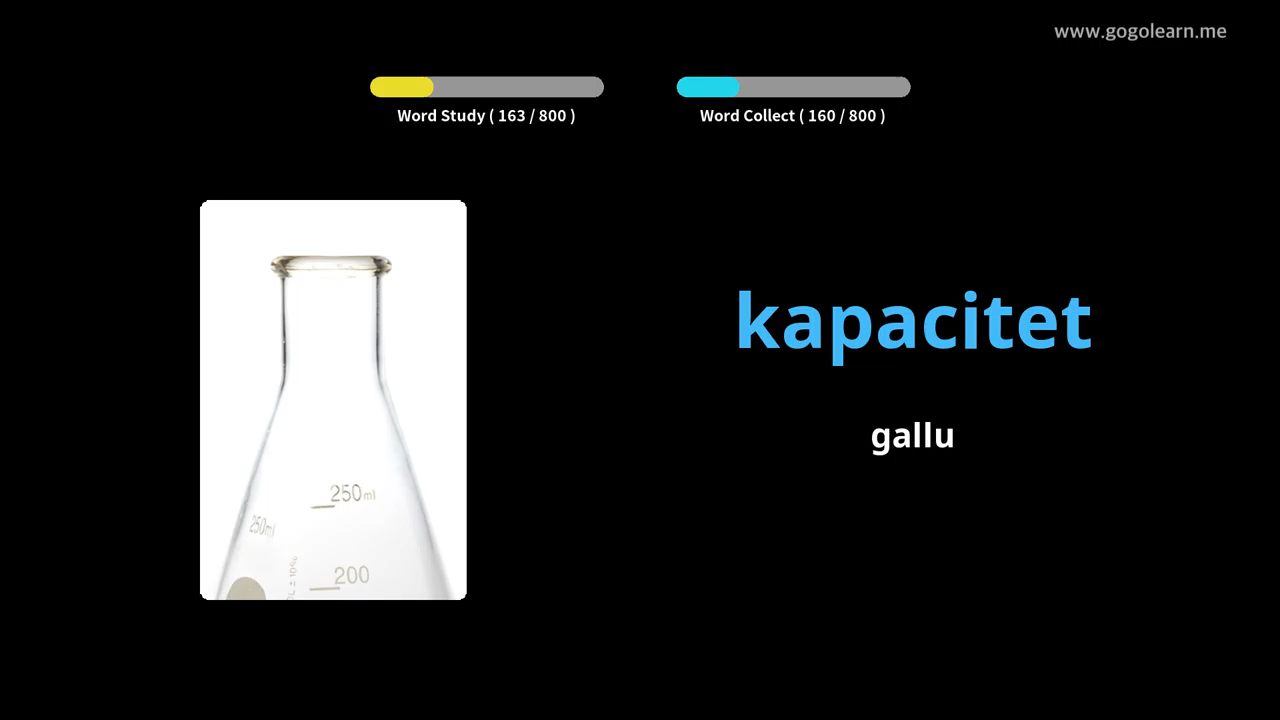 www.gogolearn.me
Word Study ( 163 / 800 )
Word Collect ( 160 / 800 )
kapacitet
gallu
250ml
250ml
200